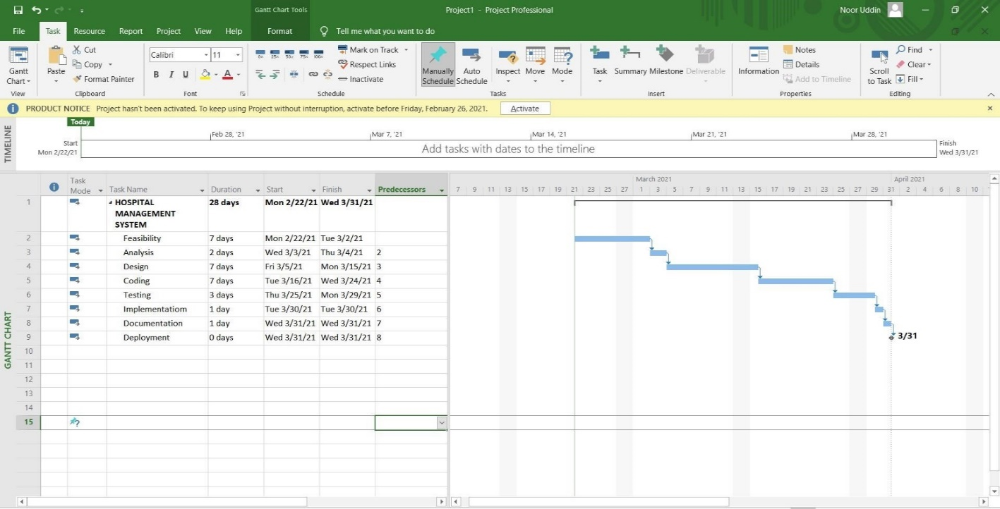 Gantt Chart Tools
Project1 - Project Professional
Noor Uddin
File Task Resource Report Project View Help Format Tell me what you want to do
Gantt Chart
View
Paste
Cut
Copy
Format Painter
Clipboard
Calibri 11
B I U A
Font
0% 25% 50% 75% 100%
Mark on Track
Respect Links
Inactivate
Schedule
Manually Schedule
Auto Schedule
Inspect Move Mode
Tasks
Task Summary Milestone Deliverable
Insert
Information
Notes
Details
Add to Timeline
Properties
Scroll to Task
Find
Clear
Fill
Editing
PRODUCT NOTICE Project hasn't been activated. To keep using Project without interruption, activate before Friday, February 26, 2021. Activate
TIMELINE
Today
Start
Mon 2/22/21
Feb 28, '21 Mar 7, '21 Mar 14, '21 Mar 21, '21 Mar 28, '21
Add tasks with dates to the timeline
Finish
Wed 3/31/21
GANTT CHART
Task Mode Task Name Duration Start Finish Predecessors
March 2021 April 2021
7 9 11 13 15 17 19 21 23 25 27 1 3 5 7 9 11 13 15 17 19 21 23 25 27 29 31 2 4 6 8 10
1 HOSPITAL MANAGEMENT SYSTEM 28 days Mon 2/22/21 Wed 3/31/21
2 Feasibility 7 days Mon 2/22/21 Tue 3/2/21
3 Analysis 2 days Wed 3/3/21 Thu 3/4/21 2
4 Design 7 days Fri 3/5/21 Mon 3/15/21 3
5 Coding 7 days Tue 3/16/21 Wed 3/24/21 4
6 Testing 3 days Thu 3/25/21 Mon 3/29/21 5
7 Implementatiom 1 day Tue 3/30/21 Tue 3/30/21 6
8 Documentation 1 day Wed 3/31/21 Wed 3/31/21 7
9 Deployment 0 days Wed 3/31/21 Wed 3/31/21 8
3/31
10
11
12
13
14
15